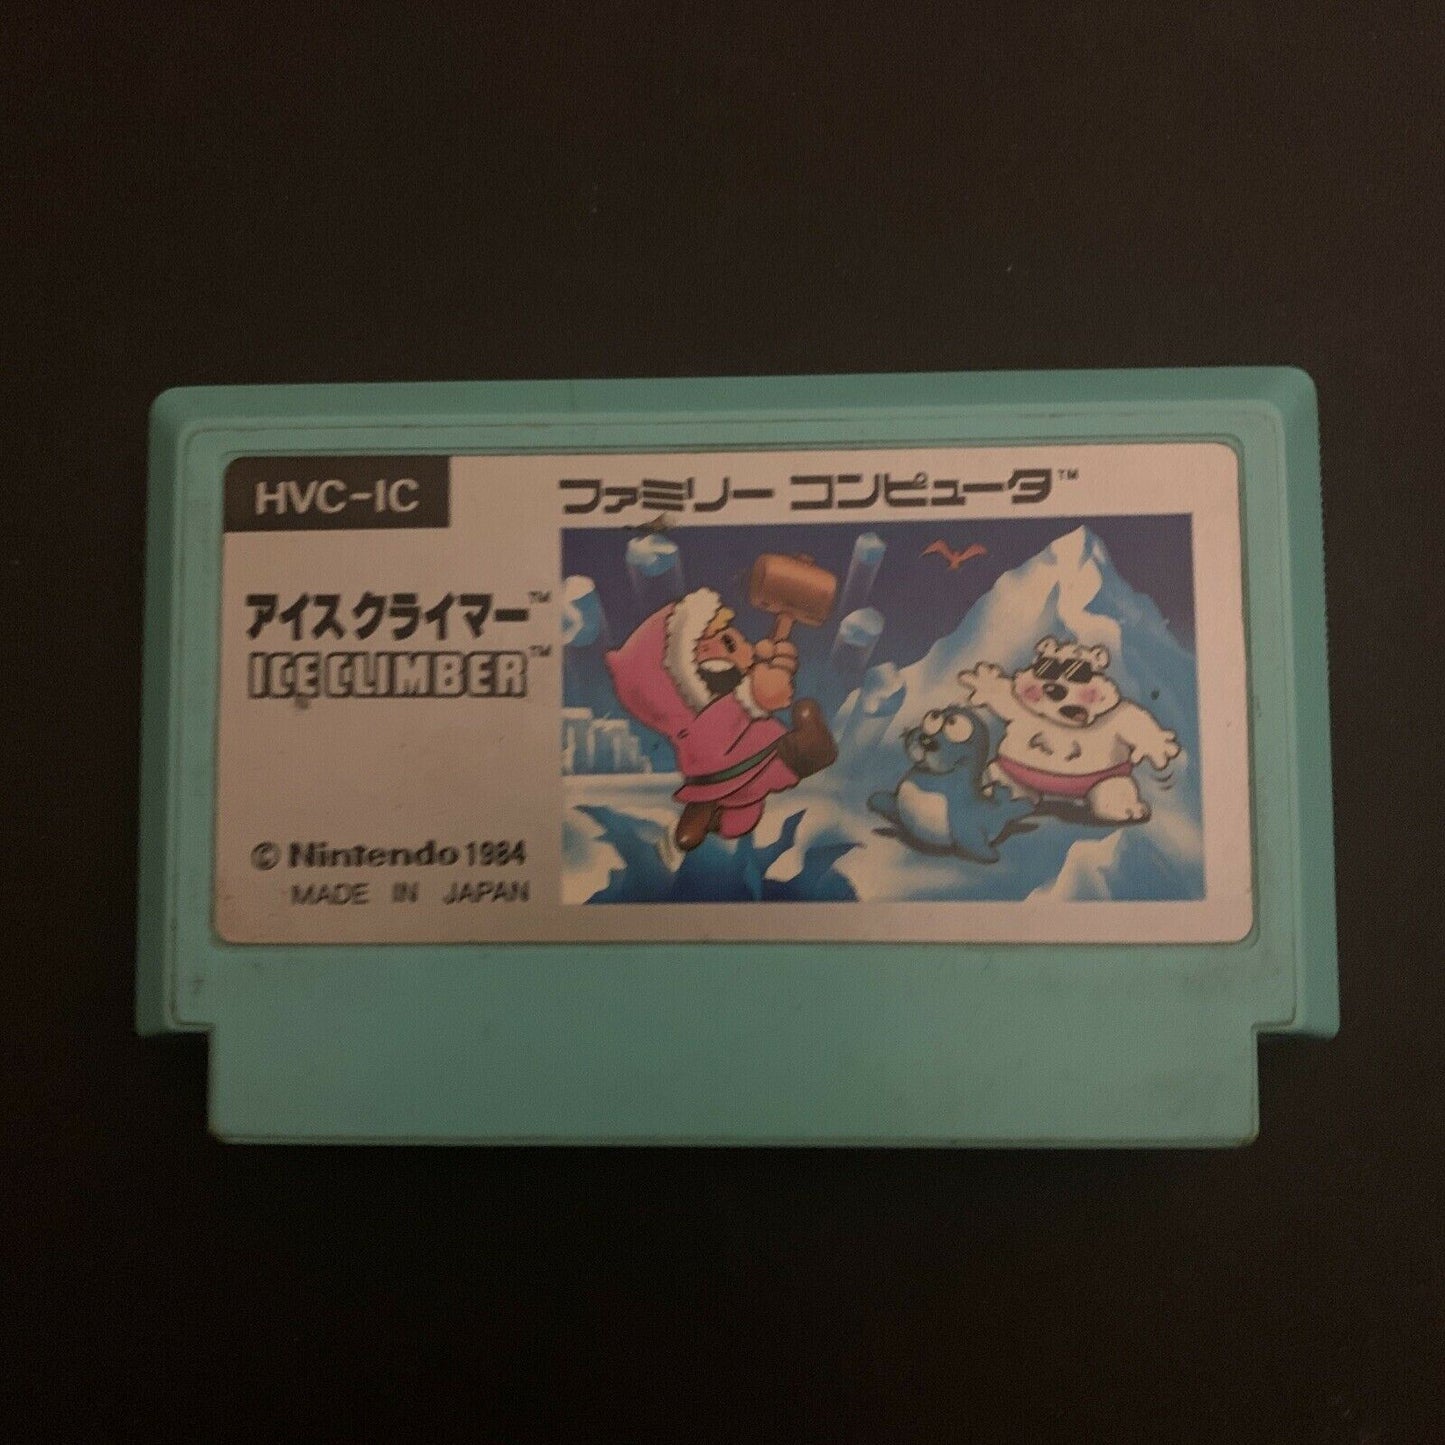 HVC-IC
ファミリー コンピュータ™
アイスクライマー™
ICE CLIMBER™
© Nintendo 1984
MADE IN JAPAN